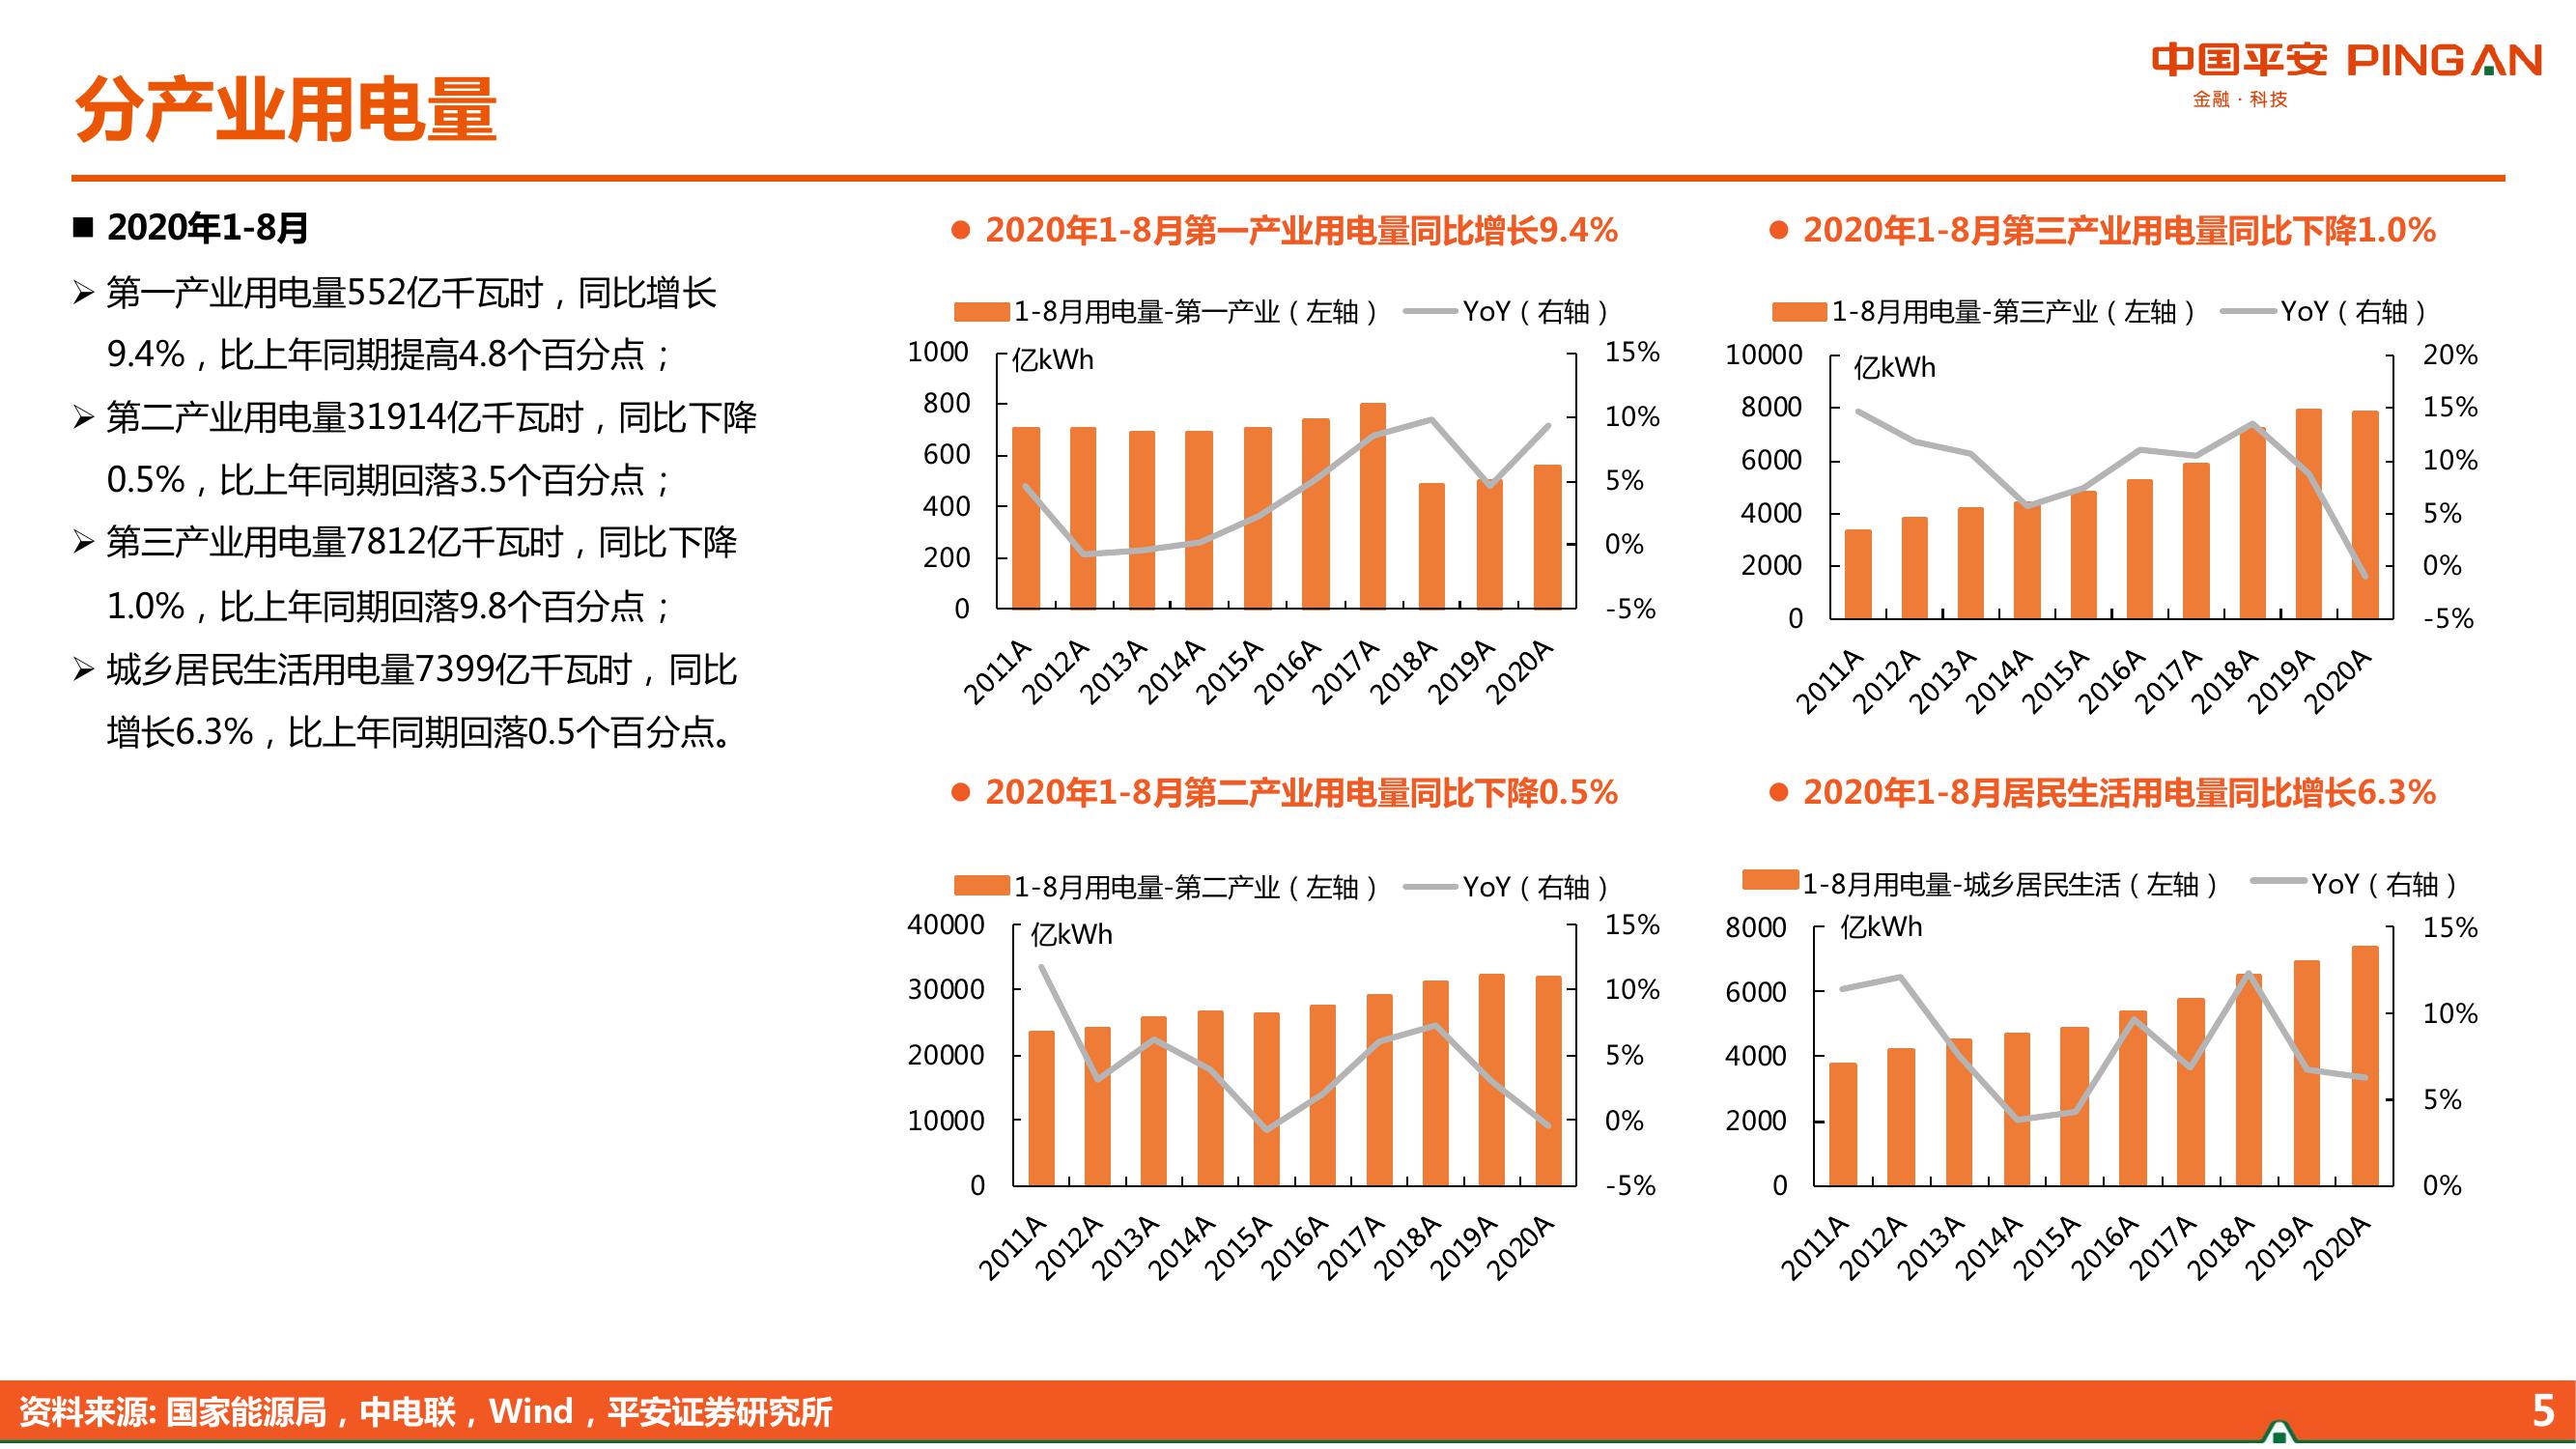 分产业用电量
中国平安 PINGAN
金融·科技
■ 2020年1-8月
➢ 第一产业用电量552亿千瓦时，同比增长
9.4%，比上年同期提高4.8个百分点；
➢ 第二产业用电量31914亿千瓦时，同比下降
0.5%，比上年同期回落3.5个百分点；
➢ 第三产业用电量7812亿千瓦时，同比下降
1.0%，比上年同期回落9.8个百分点；
➢ 城乡居民生活用电量7399亿千瓦时，同比
增长6.3%，比上年同期回落0.5个百分点。
● 2020年1-8月第一产业用电量同比增长9.4%
1-8月用电量-第一产业（左轴） YoY（右轴）
亿kWh
1000
800
600
400
200
0
15%
10%
5%
0%
-5%
2011A 2012A 2013A 2014A 2015A 2016A 2017A 2018A 2019A 2020A
● 2020年1-8月第三产业用电量同比下降1.0%
1-8月用电量-第三产业（左轴） YoY（右轴）
亿kWh
10000
8000
6000
4000
2000
0
20%
15%
10%
5%
0%
-5%
2011A 2012A 2013A 2014A 2015A 2016A 2017A 2018A 2019A 2020A
● 2020年1-8月第二产业用电量同比下降0.5%
1-8月用电量-第二产业（左轴） YoY（右轴）
亿kWh
40000
30000
20000
10000
0
15%
10%
5%
0%
-5%
2011A 2012A 2013A 2014A 2015A 2016A 2017A 2018A 2019A 2020A
● 2020年1-8月居民生活用电量同比增长6.3%
1-8月用电量-城乡居民生活（左轴） YoY（右轴）
亿kWh
8000
6000
4000
2000
0
15%
10%
5%
0%
2011A 2012A 2013A 2014A 2015A 2016A 2017A 2018A 2019A 2020A
资料来源: 国家能源局，中电联，Wind，平安证券研究所
5